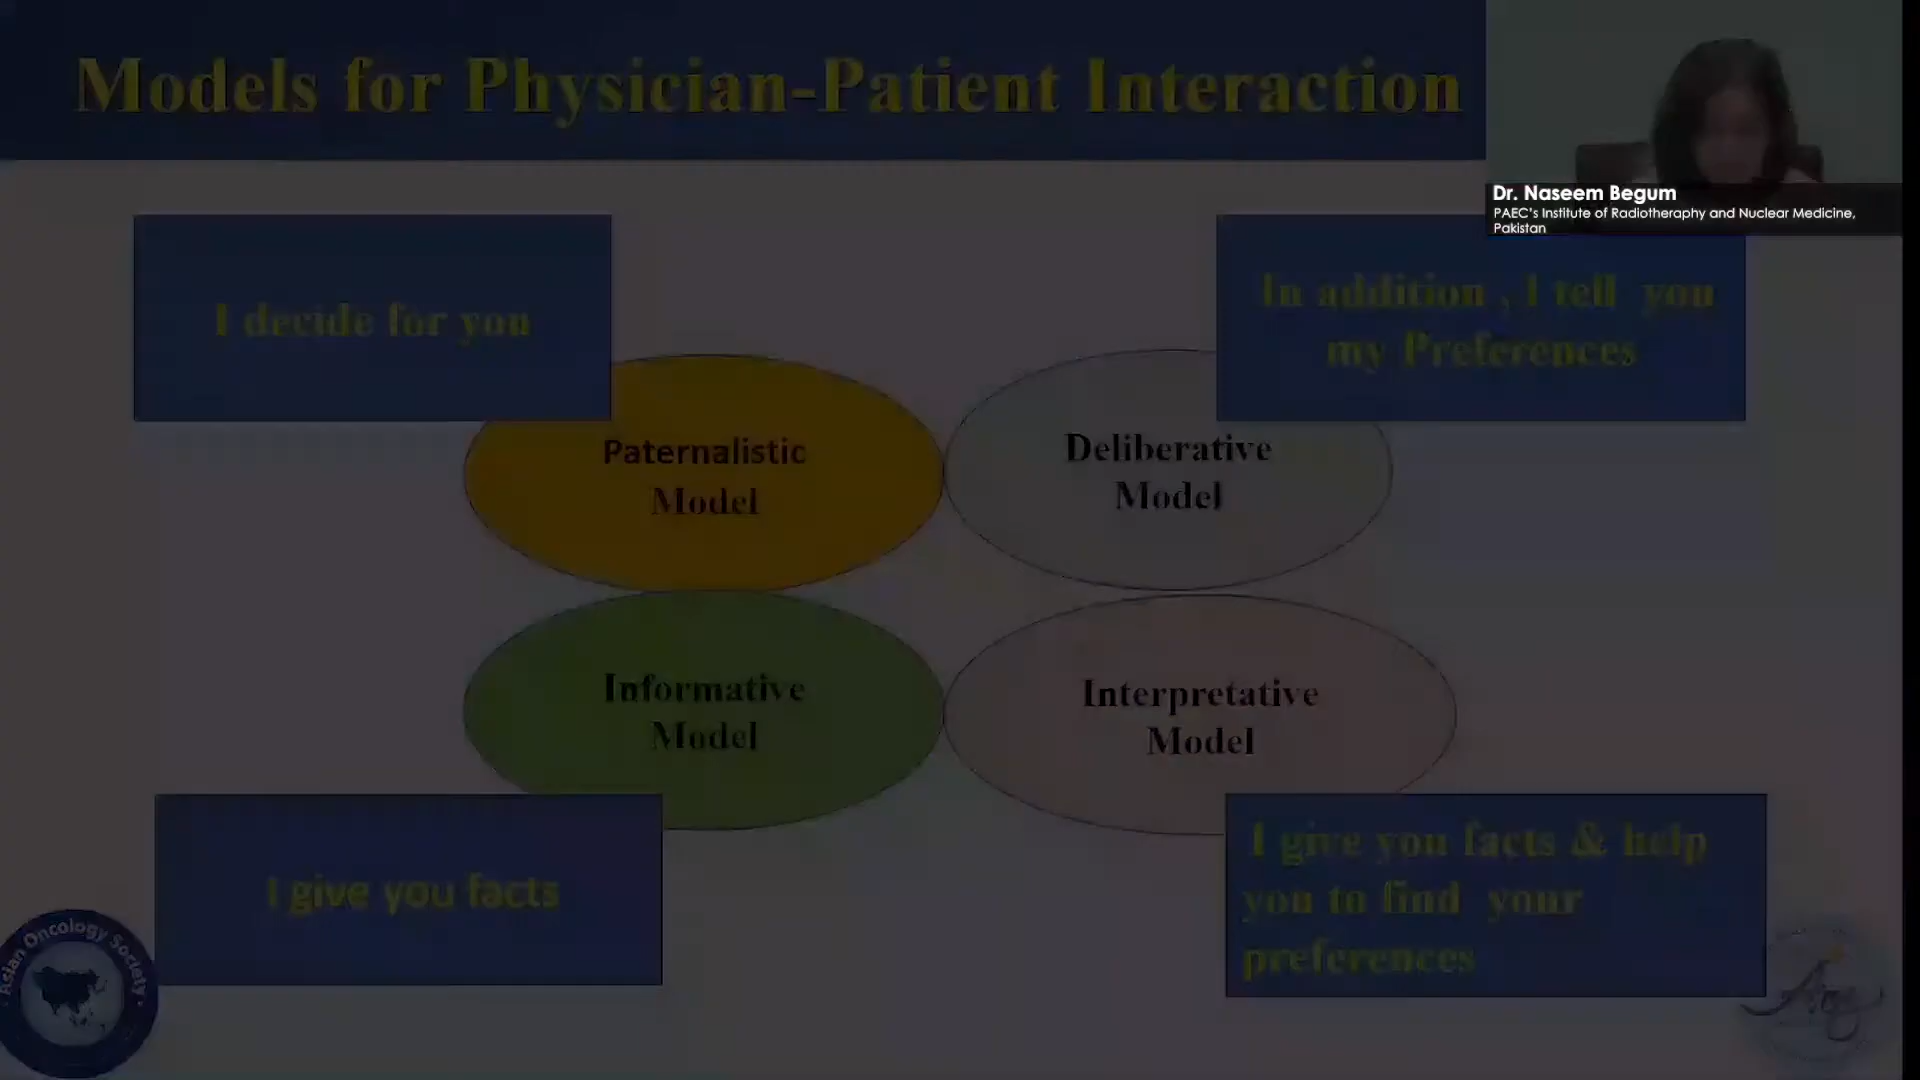 Models for Physician-Patient Interaction
Dr. Naseem Begum
PAEC's Institute of Radiotheraphy and Nuclear Medicine,
Pakistan
I decide for you
In addition , I tell you
my Preferences
Paternalistic
Model
Deliberative
Model
Informative
Model
Interpretative
Model
I give you facts
I give you facts & help
you to find your
preferences
Asian Oncology Society